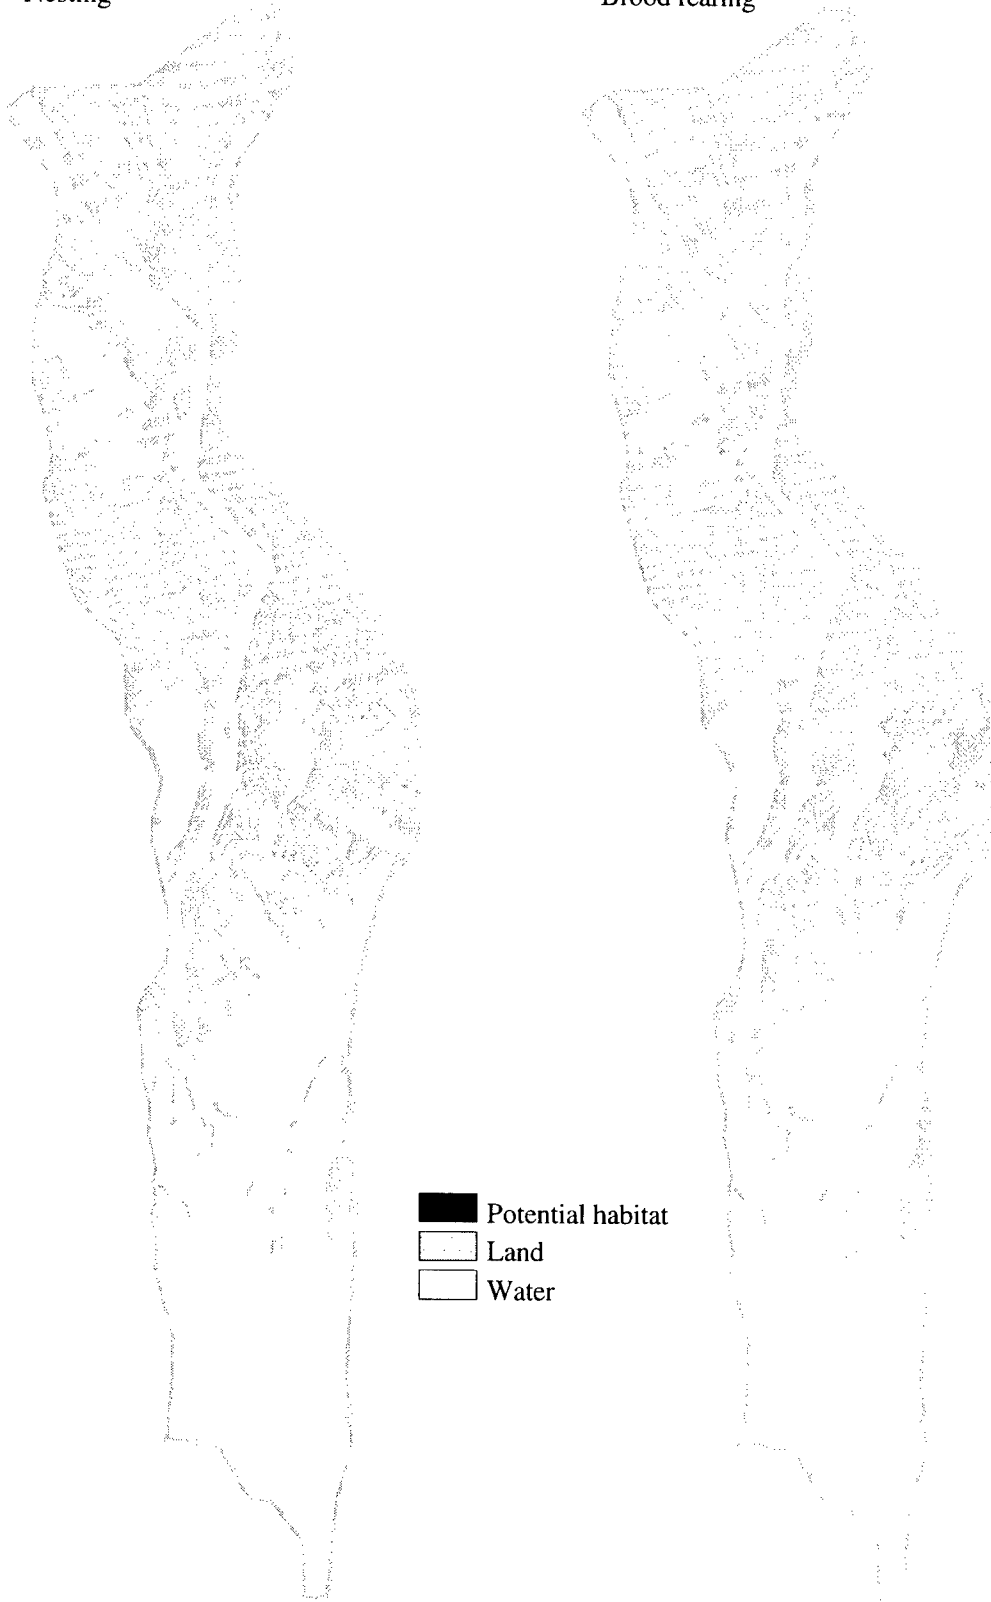 Nesting
Brood rearing
Potential habitat
Land
Water